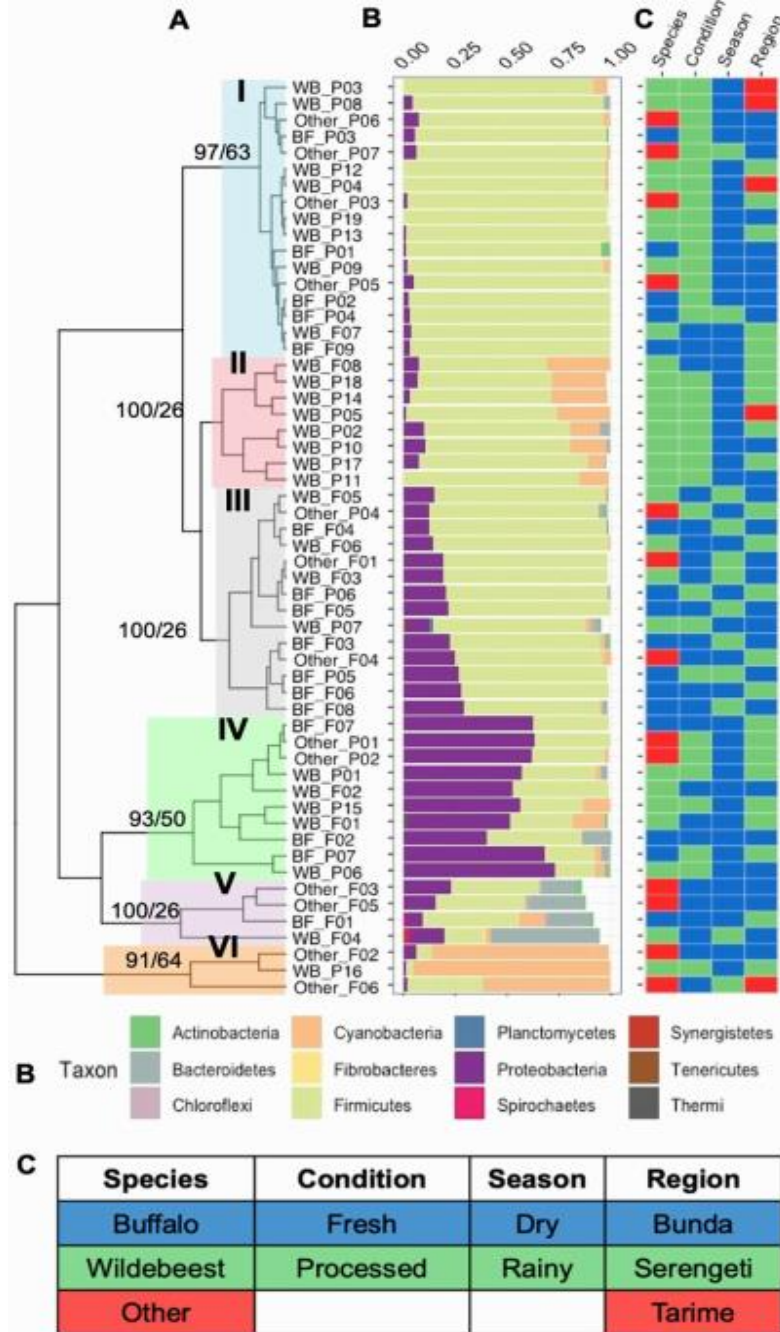 A
B
C
0.00
0.25
0.50
0.75
1.00
Species
Condition
Season
Region
I
97/63
WB_P03
WB_P08
Other_P06
BF_P03
Other_P07
WB_P12
WB_P04
Other_P03
WB_P19
WB_P13
BF_P01
WB_P09
Other_P05
BF_P02
BF_P04
WB_F07
BF_F09
II
100/26
WB_F08
WB_P18
WB_P14
WB_P05
WB_P02
WB_P10
WB_P17
WB_P11
III
100/26
WB_F05
Other_P04
BF_F04
WB_F06
Other_F01
WB_F03
BF_P06
BF_F05
WB_P07
BF_F03
Other_F04
BF_P05
BF_F06
BF_F08
IV
93/50
BF_F07
Other_P01
Other_P02
WB_P01
WB_F02
WB_P15
WB_F01
BF_F02
BF_P07
WB_P06
V
100/26
Other_F03
Other_F05
BF_F01
WB_F04
VI
91/64
Other_F02
WB_P16
Other_F06
B
Taxon
Actinobacteria Cyanobacteria Planctomycetes Synergistetes
Bacteroidetes Fibrobacteres Proteobacteria Tenericutes
Chloroflexi Firmicutes Spirochaetes Thermi
C
Species Condition Season Region
Buffalo Fresh Dry Bunda
Wildebeest Processed Rainy Serengeti
Other Tarime